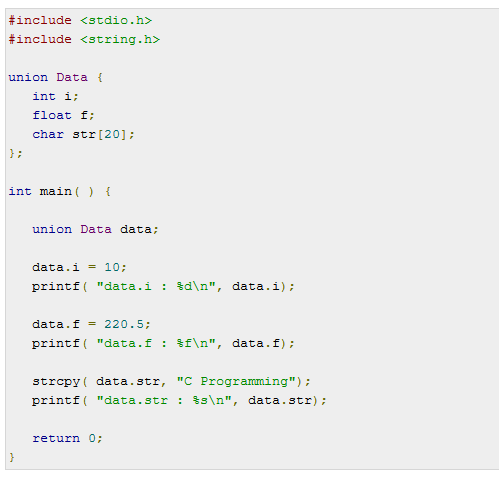 #include <stdio.h>
#include <string.h>

union Data {
   int i;
   float f;
   char str[20];
};

int main( ) {

   union Data data;

   data.i = 10;
   printf( "data.i : %d\n", data.i);

   data.f = 220.5;
   printf( "data.f : %f\n", data.f);

   strcpy( data.str, "C Programming");
   printf( "data.str : %s\n", data.str);

   return 0;
}